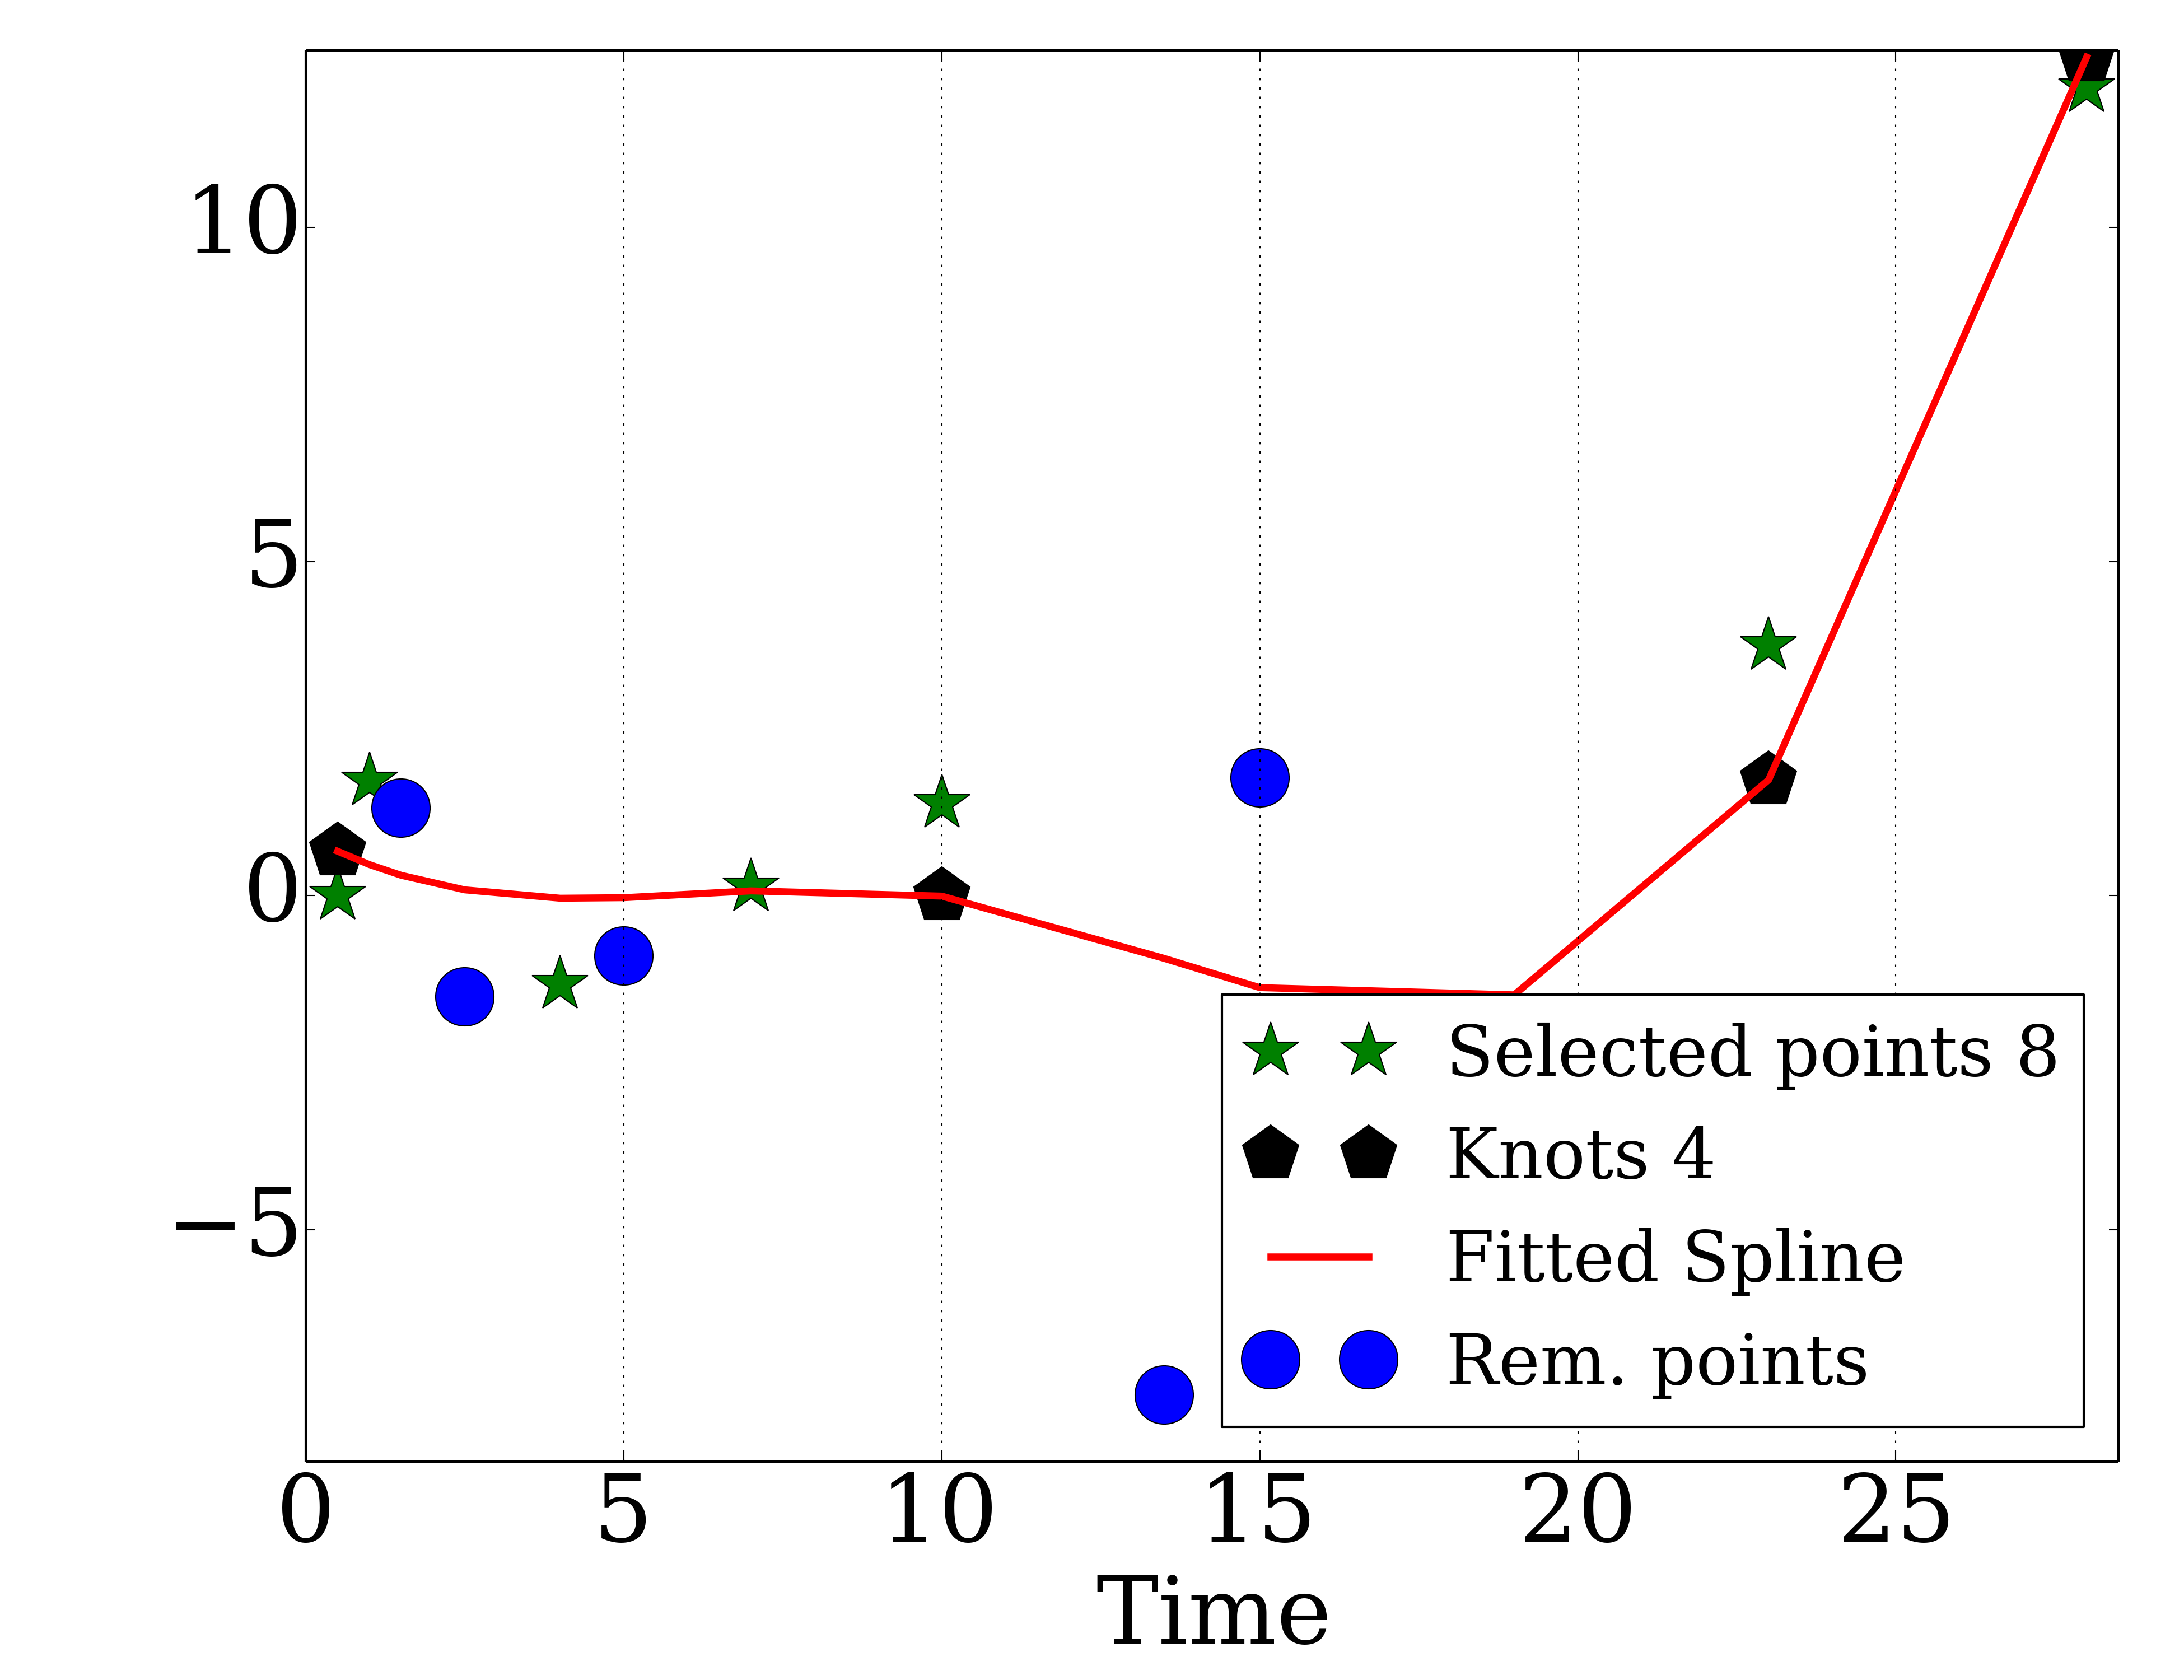 10
5
0
−5
Selected points 8
Knots 4
Fitted Spline
Rem. points
0 5 10 15 20 25
Time